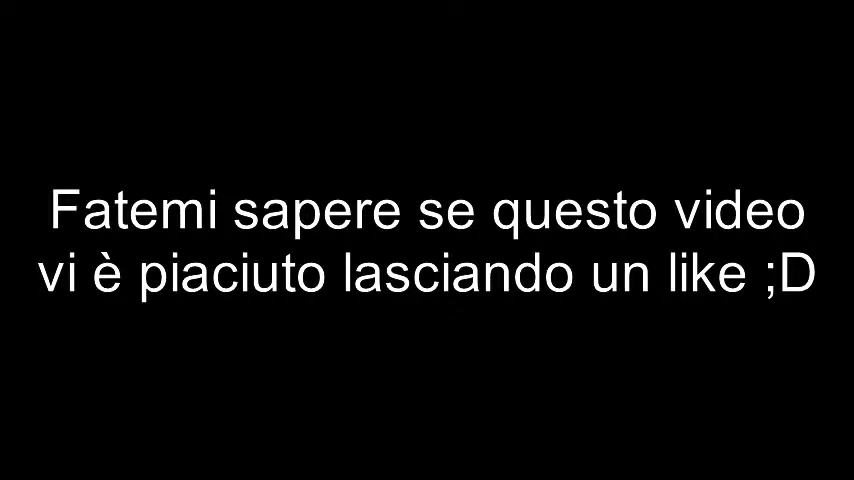 Fatemi sapere se questo video
vi è piaciuto lasciando un like ;D